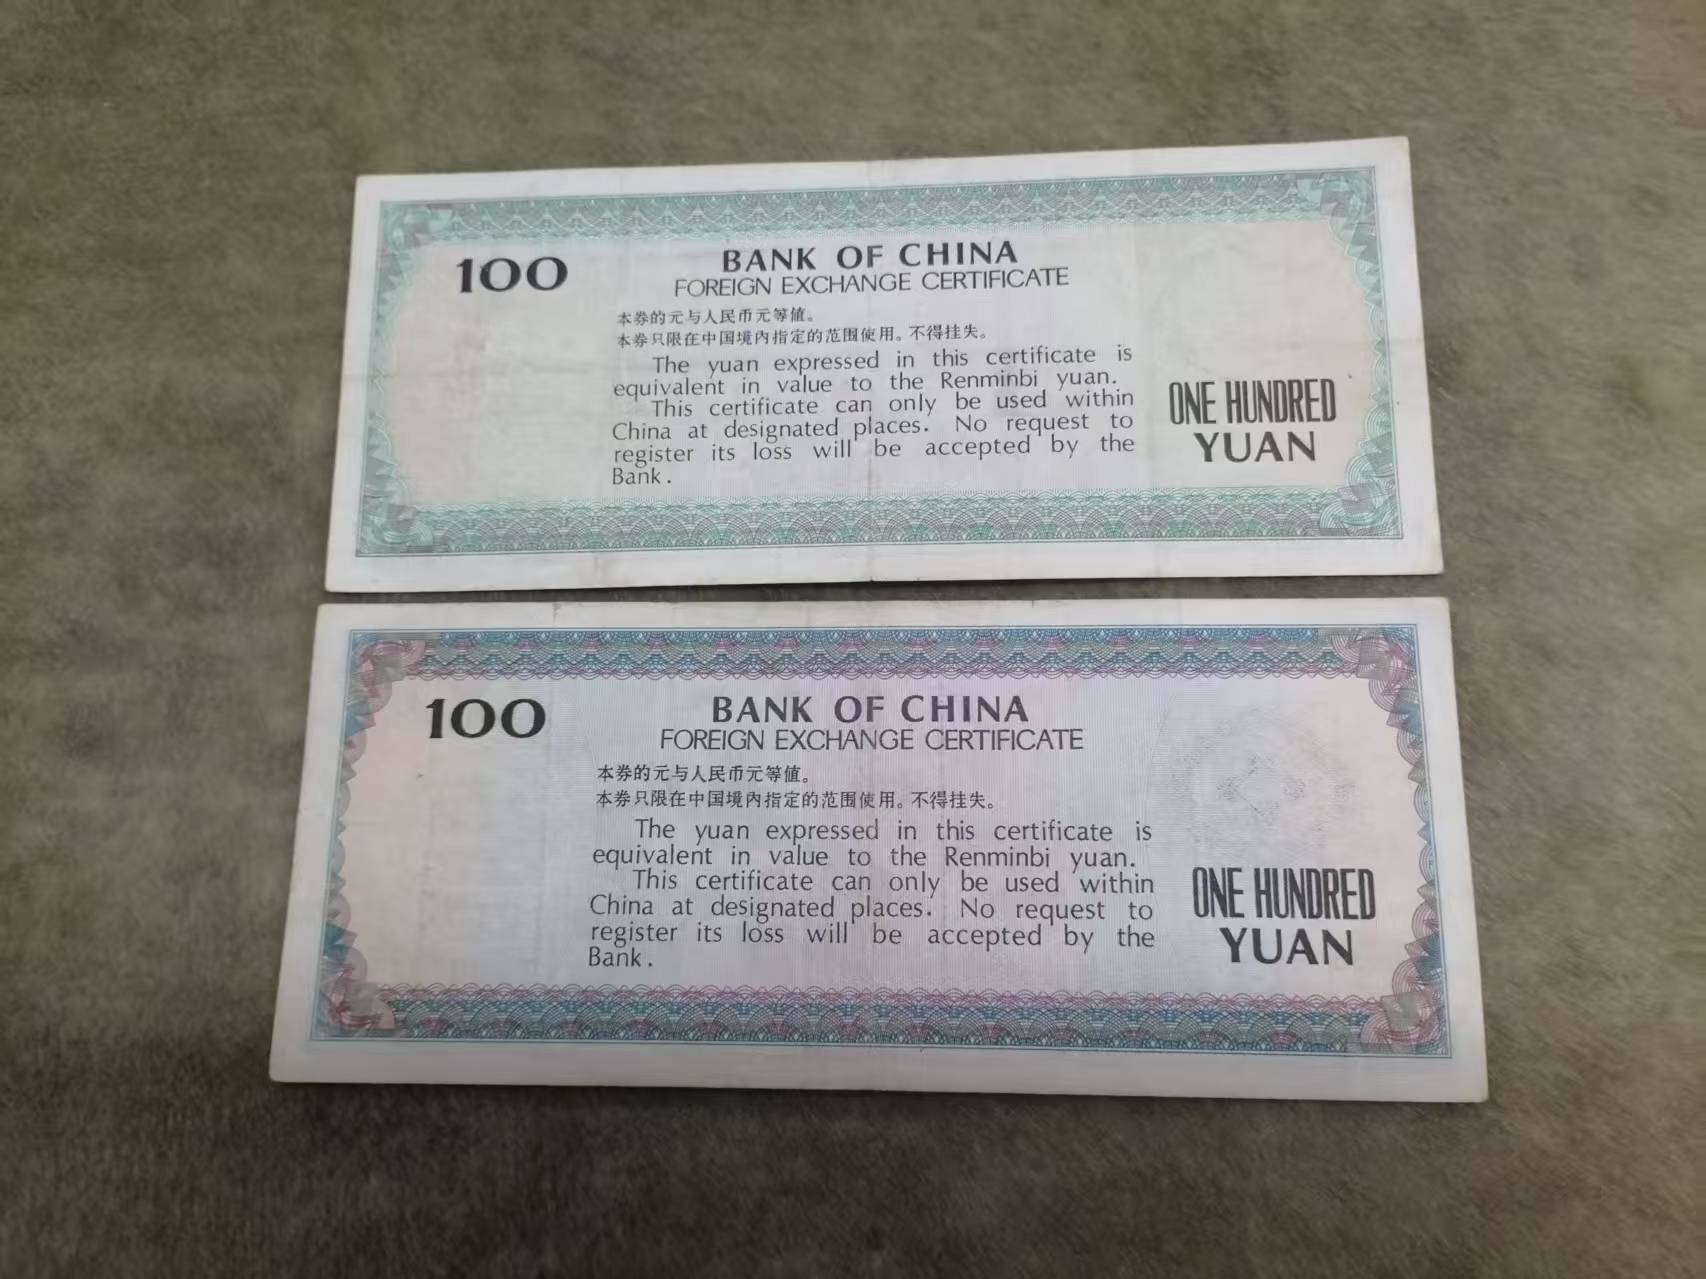 100
BANK OF CHINA
FOREIGN EXCHANGE CERTIFICATE
本券的元与人民币元等值。
本券只限在中国境内指定的范围使用。不得挂失。
The yuan expressed in this certificate is
equivalent in value to the Renminbi yuan.
This certificate can only be used within
China at designated places. No request to
register its loss will be accepted by the
Bank.
ONE HUNDRED
YUAN
100
BANK OF CHINA
FOREIGN EXCHANGE CERTIFICATE
本券的元与人民币元等值。
本券只限在中国境内指定的范围使用。不得挂失。
The yuan expressed in this certificate is
equivalent in value to the Renminbi yuan.
This certificate can only be used within
China at designated places. No request to
register its loss will be accepted by the
Bank.
ONE HUNDRED
YUAN